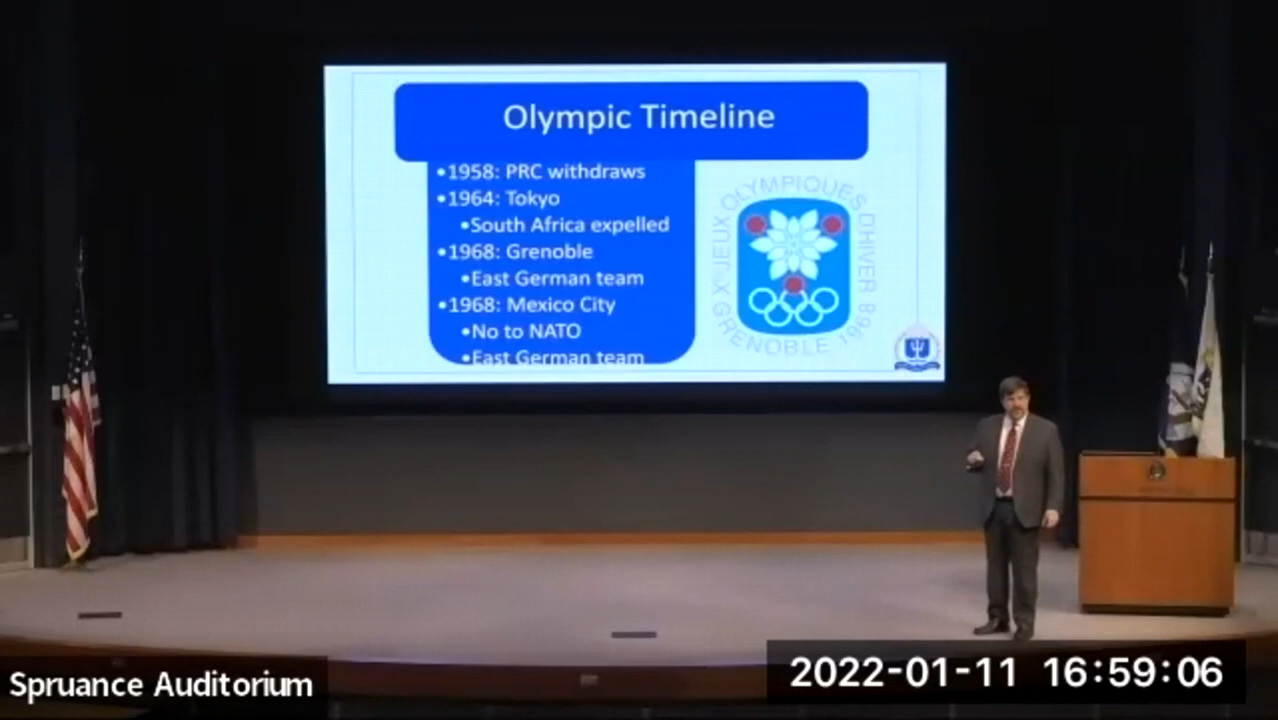 Olympic Timeline
•1958: PRC withdraws
•1964: Tokyo
•South Africa expelled
•1968: Grenoble
•East German team
•1968: Mexico City
•No to NATO
•East German team
XES JEUX OLYMPIQUES D'HIVER
GRENOBLE 1968
Spruance Auditorium
2022-01-11 16:59:06